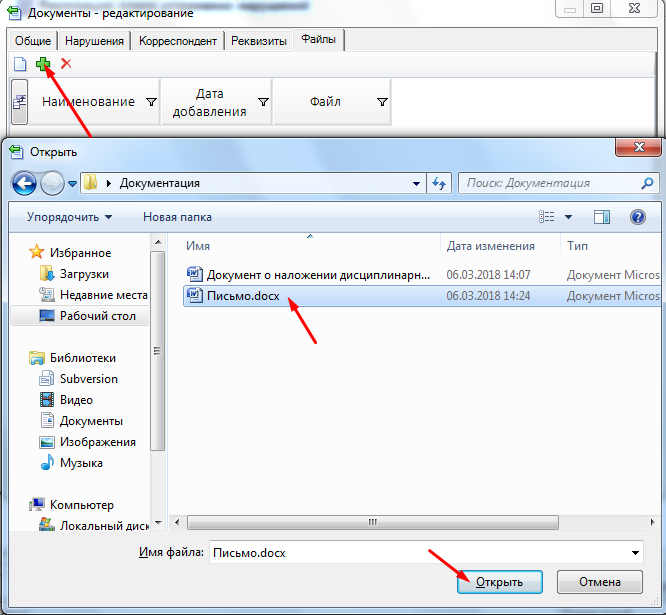 Документы - редактирование
Общие Нарушения Корреспондент Реквизиты Файлы
Наименование Дата добавления Файл
Открыть
Документация
Поиск: Документация
Упорядочить Новая папка
Имя Дата изменения Тип
Избранное
Загрузки
Недавние места
Рабочий стол
Библиотеки
Subversion
Видео
Документы
Изображения
Музыка
Компьютер
Локальный диск
Документ о наложении дисциплинарн... 06.03.2018 14:07 Документ Micros
Письмо.docx 06.03.2018 14:24 Документ Micros
Имя файла: Письмо.docx
Открыть Отмена